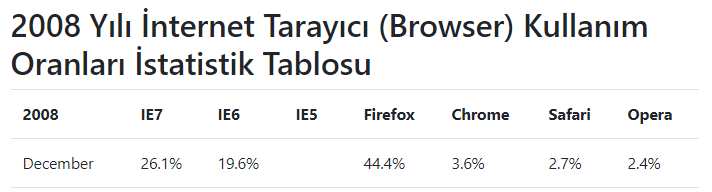 2008 Yılı İnternet Tarayıcı (Browser) Kullanım
Oranları İstatistik Tablosu
2008 IE7 IE6 IE5 Firefox Chrome Safari Opera
December 26.1% 19.6% 44.4% 3.6% 2.7% 2.4%